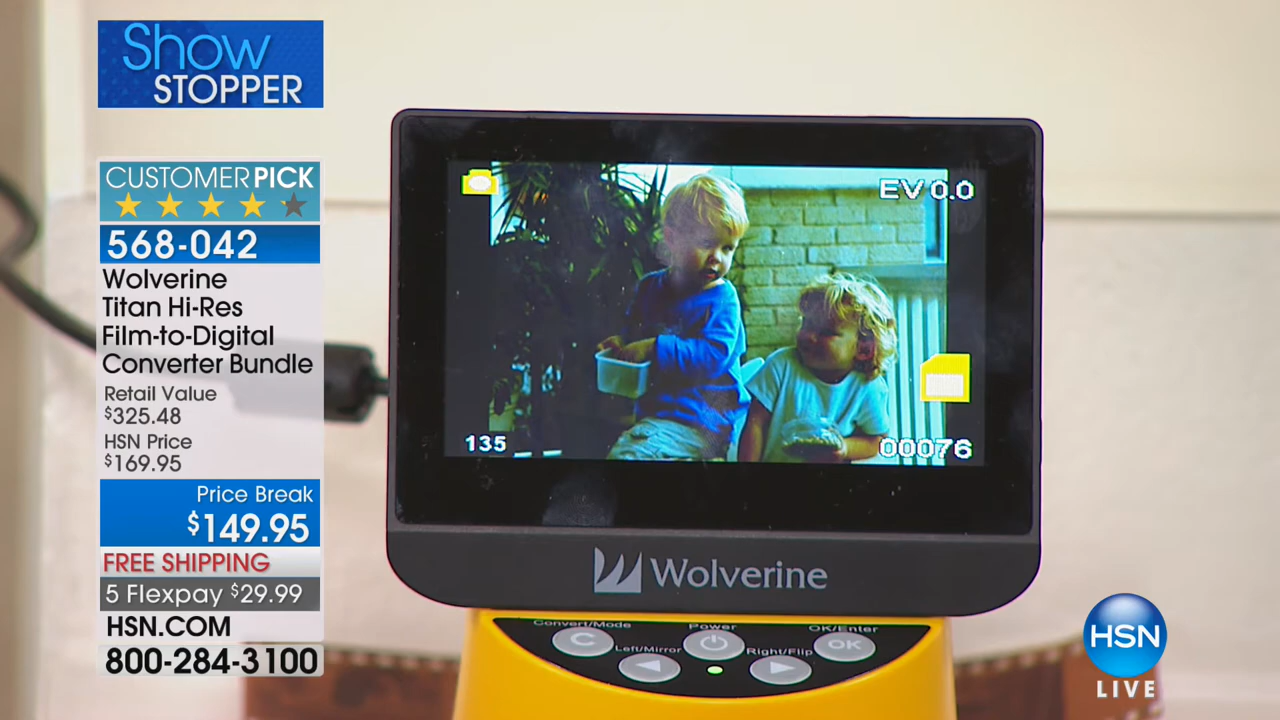 Show
STOPPER
CUSTOMER PICK
568-042
Wolverine
Titan Hi-Res
Film-to-Digital
Converter Bundle
Retail Value
$325.48
HSN Price
$169.95
Price Break
$149.95
FREE SHIPPING
5 Flexpay $29.99
HSN.COM
800-284-3100
EV 0.0
135
00076
Wolverine
Convert/Mode
Power
OK/Enter
C
OK
Left/Mirror
Right/Flip
HSN
LIVE